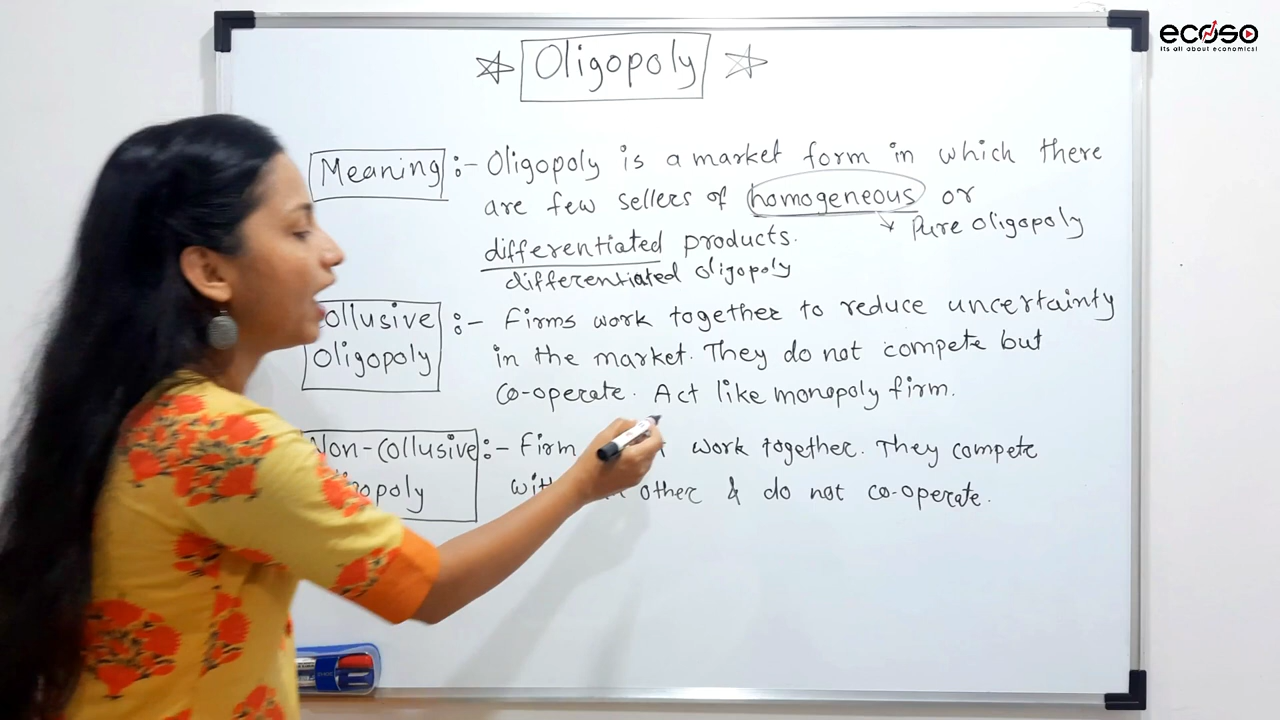 ecoso
its all about economics!
Oligopoly
Meaning :- Oligopoly is a market form in which there
are few sellers of homogeneous or
Pure Oligopoly
differentiated products.
differentiated Oligopoly
ollusive :- Firms work together to reduce uncertainty
Oligopoly in the market. They do not compete but
co-operate. Act like monopoly firm.
Non-Collusive :- Firm work together. They compete
opoly other & do not co-operate.